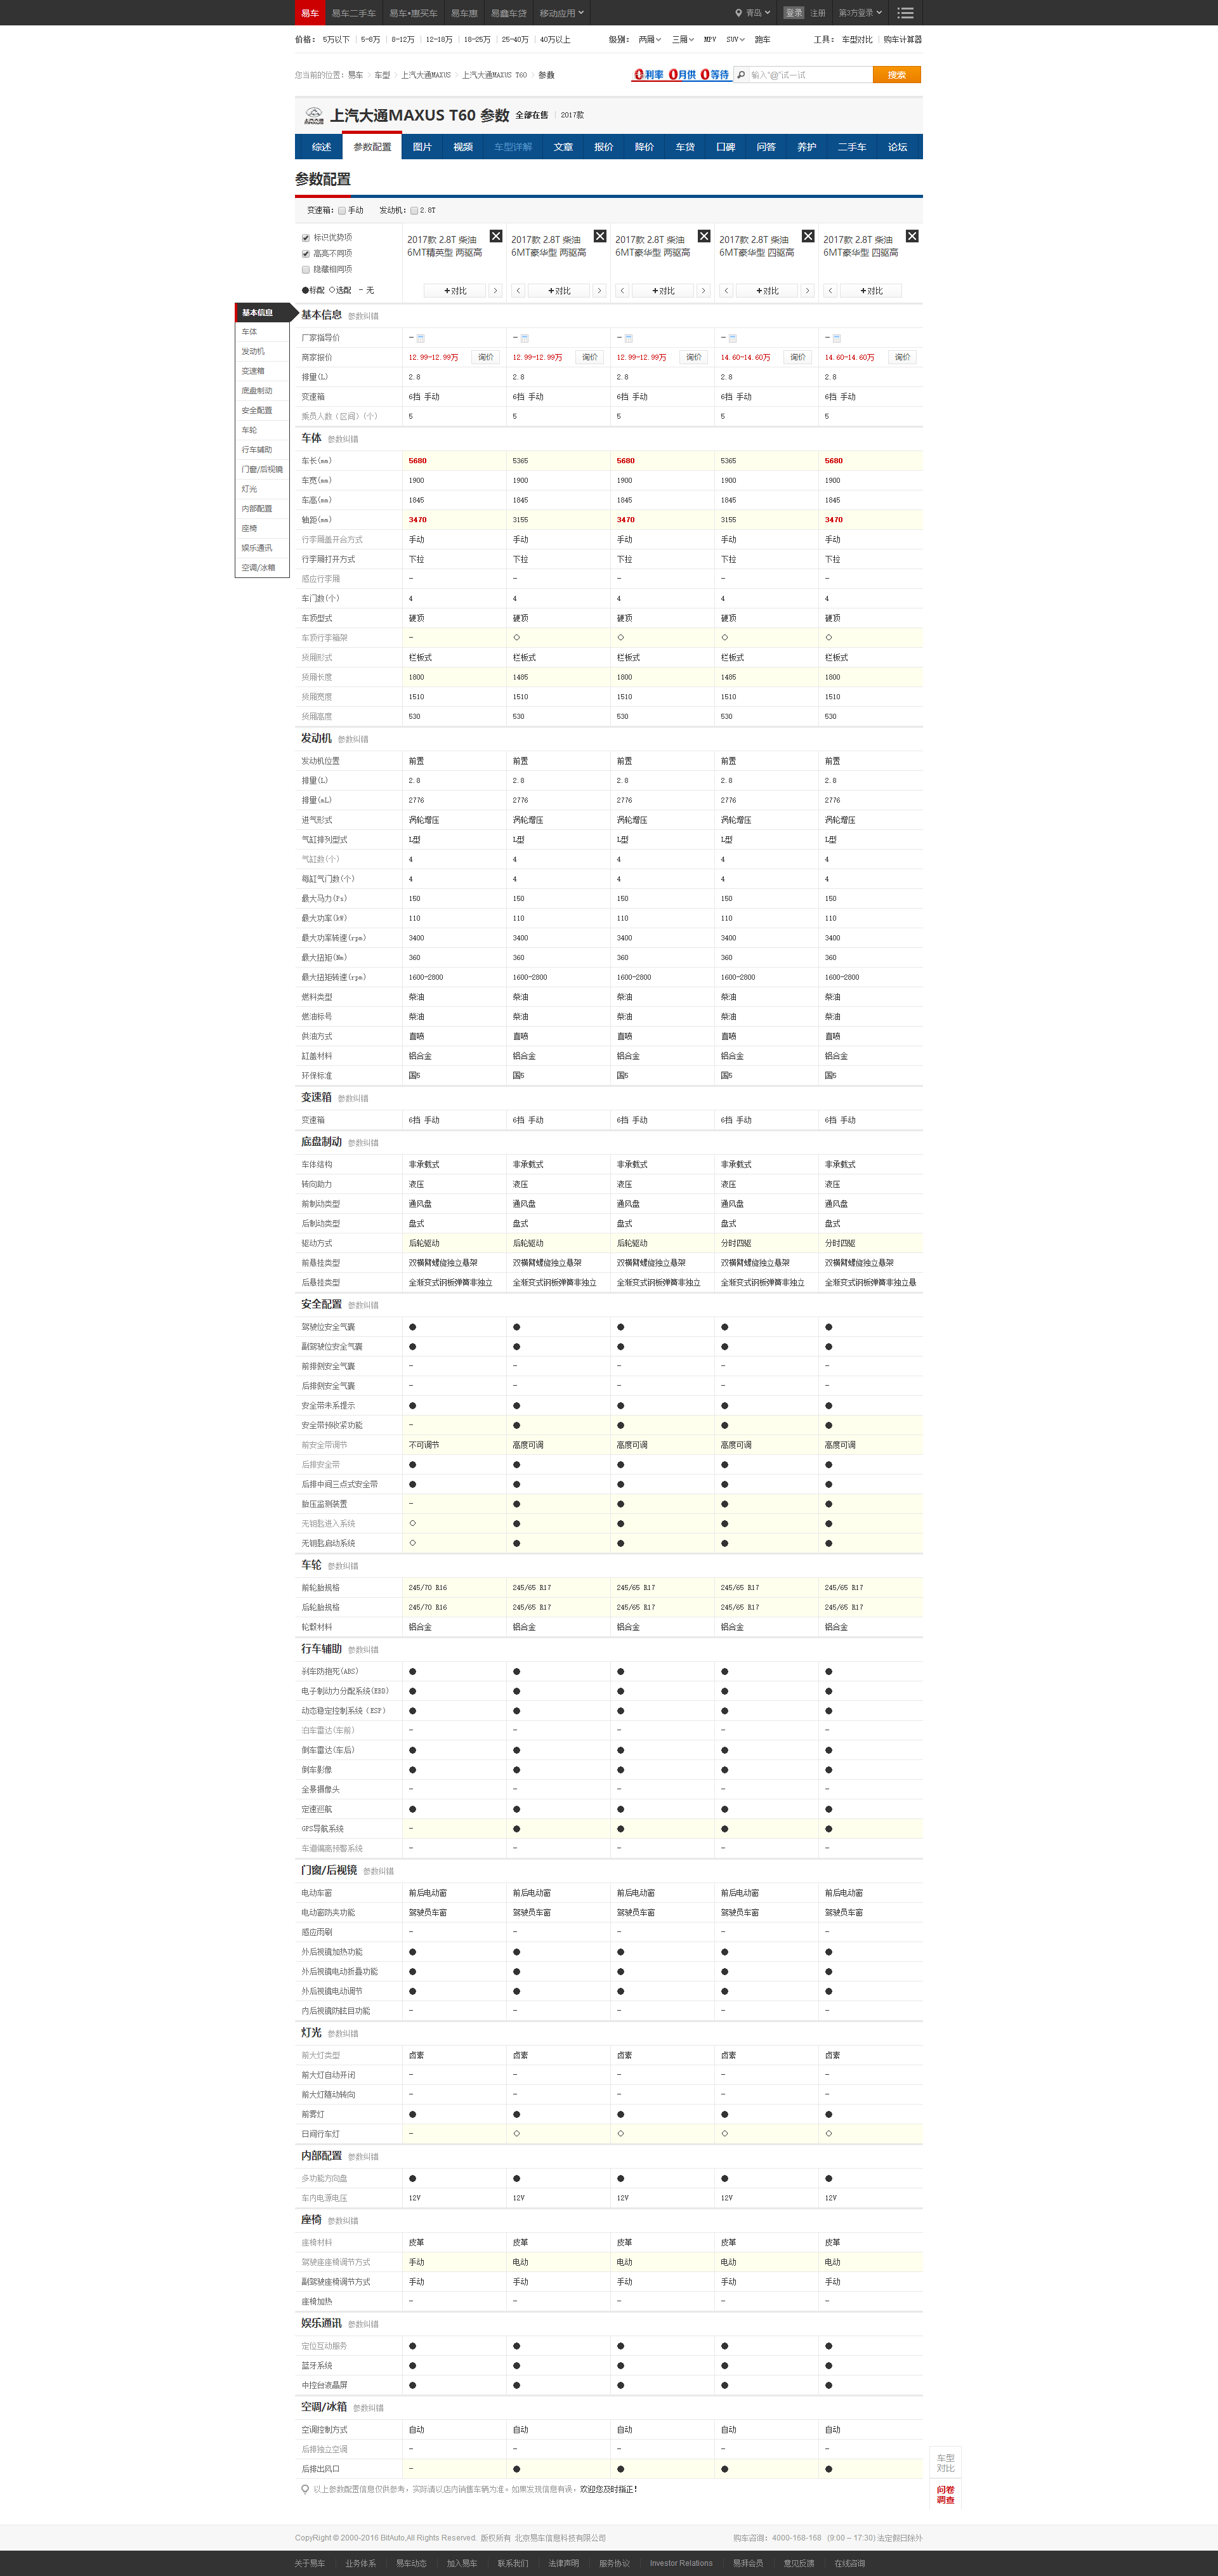 易车 易车二手车 易车•惠买车 易车惠 易鑫车贷 移动应用 青岛 登录 注册 第3方登录
价格： 5万以下 5-8万 8-12万 12-18万 18-25万 25-40万 40万以上 级别： 两厢 三厢 MPV SUV 跑车 工具： 车型对比 购车计算器
您当前的位置：易车 > 车型 > 上汽大通MAXUS > 上汽大通MAXUS T60 > 参数 0利率 0月供 0等待 输入“@”试一试 搜索
上汽大通MAXUS T60 参数 全部在售 2017款
综述 参数配置 图片 视频 车型详解 文章 报价 降价 车贷 口碑 问答 养护 二手车 论坛
参数配置
变速箱： 手动 发动机： 2.8T
标识优势项
高亮不同项
隐藏相同项
●标配 ○选配 - 无
2017款 2.8T 柴油 6MT精英型 两驱高 +对比
2017款 2.8T 柴油 6MT豪华型 两驱高 +对比
2017款 2.8T 柴油 6MT豪华型 两驱高 +对比
2017款 2.8T 柴油 6MT豪华型 四驱高 +对比
2017款 2.8T 柴油 6MT豪华型 四驱高 +对比
基本信息
车体
发动机
变速箱
底盘制动
安全配置
车轮
行车辅助
门窗/后视镜
灯光
内部配置
座椅
娱乐通讯
空调/冰箱
基本信息 参数纠错
厂家指导价 - - - - -
商家报价 12.99-12.99万 询价 12.99-12.99万 询价 12.99-12.99万 询价 14.60-14.60万 询价 14.60-14.60万 询价
排量(L) 2.8 2.8 2.8 2.8 2.8
变速箱 6挡 手动 6挡 手动 6挡 手动 6挡 手动 6挡 手动
乘员人数（区间）(个) 5 5 5 5 5
车体 参数纠错
车长(mm) 5680 5365 5680 5365 5680
车宽(mm) 1900 1900 1900 1900 1900
车高(mm) 1845 1845 1845 1845 1845
轴距(mm) 3470 3155 3470 3155 3470
行李厢盖开合方式 手动 手动 手动 手动 手动
行李厢打开方式 下拉 下拉 下拉 下拉 下拉
感应行李厢 - - - - -
车门数(个) 4 4 4 4 4
车顶型式 硬顶 硬顶 硬顶 硬顶 硬顶
车顶行李箱架 - ○ ○ ○ ○
货厢形式 栏板式 栏板式 栏板式 栏板式 栏板式
货厢长度 1800 1485 1800 1485 1800
货厢宽度 1510 1510 1510 1510 1510
货厢高度 530 530 530 530 530
发动机 参数纠错
发动机位置 前置 前置 前置 前置 前置
排量(L) 2.8 2.8 2.8 2.8 2.8
排量(mL) 2776 2776 2776 2776 2776
进气形式 涡轮增压 涡轮增压 涡轮增压 涡轮增压 涡轮增压
气缸排列型式 L型 L型 L型 L型 L型
气缸数(个) 4 4 4 4 4
每缸气门数(个) 4 4 4 4 4
最大马力(Ps) 150 150 150 150 150
最大功率(kW) 110 110 110 110 110
最大功率转速(rpm) 3400 3400 3400 3400 3400
最大扭矩(Nm) 360 360 360 360 360
最大扭矩转速(rpm) 1600-2800 1600-2800 1600-2800 1600-2800 1600-2800
燃料类型 柴油 柴油 柴油 柴油 柴油
燃油标号 柴油 柴油 柴油 柴油 柴油
供油方式 直喷 直喷 直喷 直喷 直喷
缸盖材料 铝合金 铝合金 铝合金 铝合金 铝合金
环保标准 国5 国5 国5 国5 国5
变速箱 参数纠错
变速箱 6挡 手动 6挡 手动 6挡 手动 6挡 手动 6挡 手动
底盘制动 参数纠错
车体结构 非承载式 非承载式 非承载式 非承载式 非承载式
转向助力 液压 液压 液压 液压 液压
前制动类型 通风盘 通风盘 通风盘 通风盘 通风盘
后制动类型 盘式 盘式 盘式 盘式 盘式
驱动方式 后轮驱动 后轮驱动 后轮驱动 分时四驱 分时四驱
前悬挂类型 双横臂螺旋独立悬架 双横臂螺旋独立悬架 双横臂螺旋独立悬架 双横臂螺旋独立悬架 双横臂螺旋独立悬架
后悬挂类型 全渐变式钢板弹簧非独立 全渐变式钢板弹簧非独立 全渐变式钢板弹簧非独立 全渐变式钢板弹簧非独立 全渐变式钢板弹簧非独立悬
安全配置 参数纠错
驾驶位安全气囊 ● ● ● ● ●
副驾驶位安全气囊 ● ● ● ● ●
前排侧安全气囊 - - - - -
后排侧安全气囊 - - - - -
安全带未系提示 ● ● ● ● ●
安全带预收紧功能 - ● ● ● ●
前安全带调节 不可调节 高度可调 高度可调 高度可调 高度可调
后排安全带 ● ● ● ● ●
后排中间三点式安全带 ● ● ● ● ●
胎压监测装置 - ● ● ● ●
无钥匙进入系统 ○ ● ● ● ●
无钥匙启动系统 ○ ● ● ● ●
车轮 参数纠错
前轮胎规格 245/70 R16 245/65 R17 245/65 R17 245/65 R17 245/65 R17
后轮胎规格 245/70 R16 245/65 R17 245/65 R17 245/65 R17 245/65 R17
轮毂材料 铝合金 铝合金 铝合金 铝合金 铝合金
行车辅助 参数纠错
刹车防抱死(ABS) ● ● ● ● ●
电子制动力分配系统(EBD) ● ● ● ● ●
动态稳定控制系统（ESP） ● ● ● ● ●
泊车雷达(车前) - - - - -
倒车雷达(车后) ● ● ● ● ●
倒车影像 ● ● ● ● ●
全景摄像头 - - - - -
定速巡航 ● ● ● ● ●
GPS导航系统 - ● ● ● ●
车道偏离预警系统 - - - - -
门窗/后视镜 参数纠错
电动车窗 前后电动窗 前后电动窗 前后电动窗 前后电动窗 前后电动窗
电动窗防夹功能 驾驶员车窗 驾驶员车窗 驾驶员车窗 驾驶员车窗 驾驶员车窗
感应雨刷 - - - - -
外后视镜加热功能 ● ● ● ● ●
外后视镜电动折叠功能 ● ● ● ● ●
外后视镜电动调节 ● ● ● ● ●
内后视镜防眩目功能 - - - - -
灯光 参数纠错
前大灯类型 卤素 卤素 卤素 卤素 卤素
前大灯自动开闭 - - - - -
前大灯随动转向 - - - - -
前雾灯 ● ● ● ● ●
日间行车灯 - ○ ○ ○ ○
内部配置 参数纠错
多功能方向盘 ● ● ● ● ●
车内电源电压 12V 12V 12V 12V 12V
座椅 参数纠错
座椅材料 皮革 皮革 皮革 皮革 皮革
驾驶座座椅调节方式 手动 电动 电动 电动 电动
副驾驶座椅调节方式 手动 手动 手动 手动 手动
座椅加热 - - - - -
娱乐通讯 参数纠错
定位互动服务 ● ● ● ● ●
蓝牙系统 ● ● ● ● ●
中控台液晶屏 ● ● ● ● ●
空调/冰箱 参数纠错
空调控制方式 自动 自动 自动 自动 自动
后排独立空调 - - - - -
后排出风口 - ● ● ● ●
以上参数配置信息仅供参考，实际请以店内销售车辆为准。如果发现信息有误，欢迎您及时指正！
车型对比
问卷调查
CopyRight © 2000-2016 BitAuto,All Rights Reserved. 版权所有 北京易车信息科技有限公司 购车咨询：4000-168-168 (9:00 – 17:30) 法定假日除外
关于易车 业务体系 易车动态 加入易车 联系我们 法律声明 服务协议 Investor Relations 易湃会员 意见反馈 在线咨询